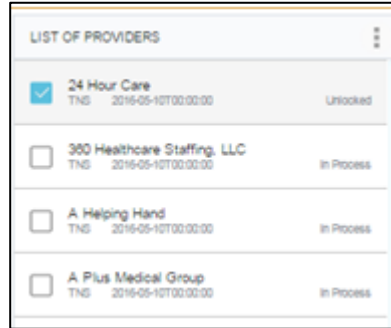 LIST OF PROVIDERS
24 Hour Care
TNS 2016-05-10T00:00:00 Unlocked
360 Healthcare Staffing, LLC
TNS 2016-05-10T00:00:00 In Process
A Helping Hand
TNS 2016-05-10T00:00:00 In Process
A Plus Medical Group
TNS 2016-05-10T00:00:00 In Process